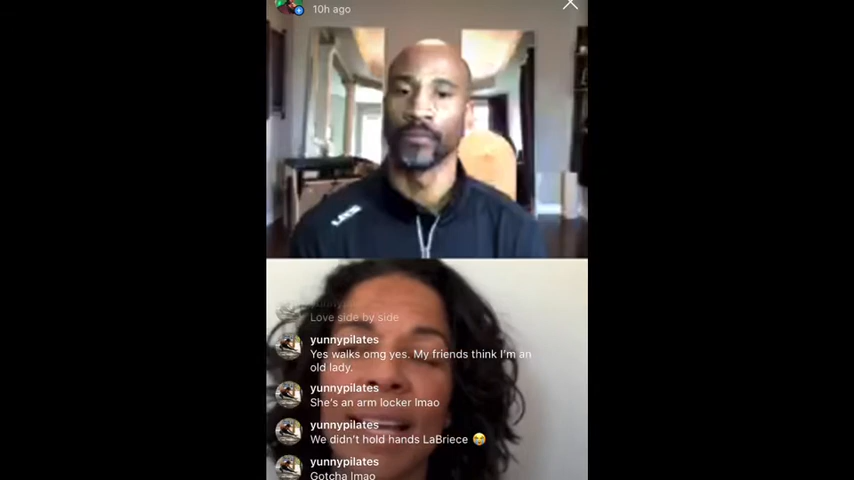 10h ago
yunnypilates
Love side by side
yunnypilates
Yes walks omg yes. My friends think I'm an
old lady.
yunnypilates
She's an arm locker lmao
yunnypilates
We didn't hold hands LaBriece 😭
yunnypilates
Gotcha lmao